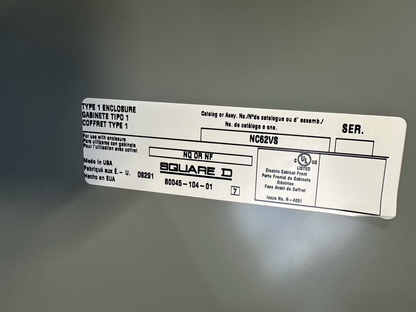 TYPE 1 ENCLOSURE
GABINETE TIPO 1
COFFRET TYPE 1
Catalog or Assy. No./Nºde catalogue ou d' assemb./
No. de catálogo o ens.
NC62VS
SER.
For use with enclosure
Para utilizarse con gabinete
Pour l'utilisation avec coffret
NQ OR NF
Made in USA
Fabriqué aux É. - U.
Hecho en EUA
08291
SQUARE D
80045-104-01
7
UL
LISTED
Electric Cabinet Front
Parte Frontal de Gabinete
Electrico
Face Avant de Coffret
Issue No. R-4091